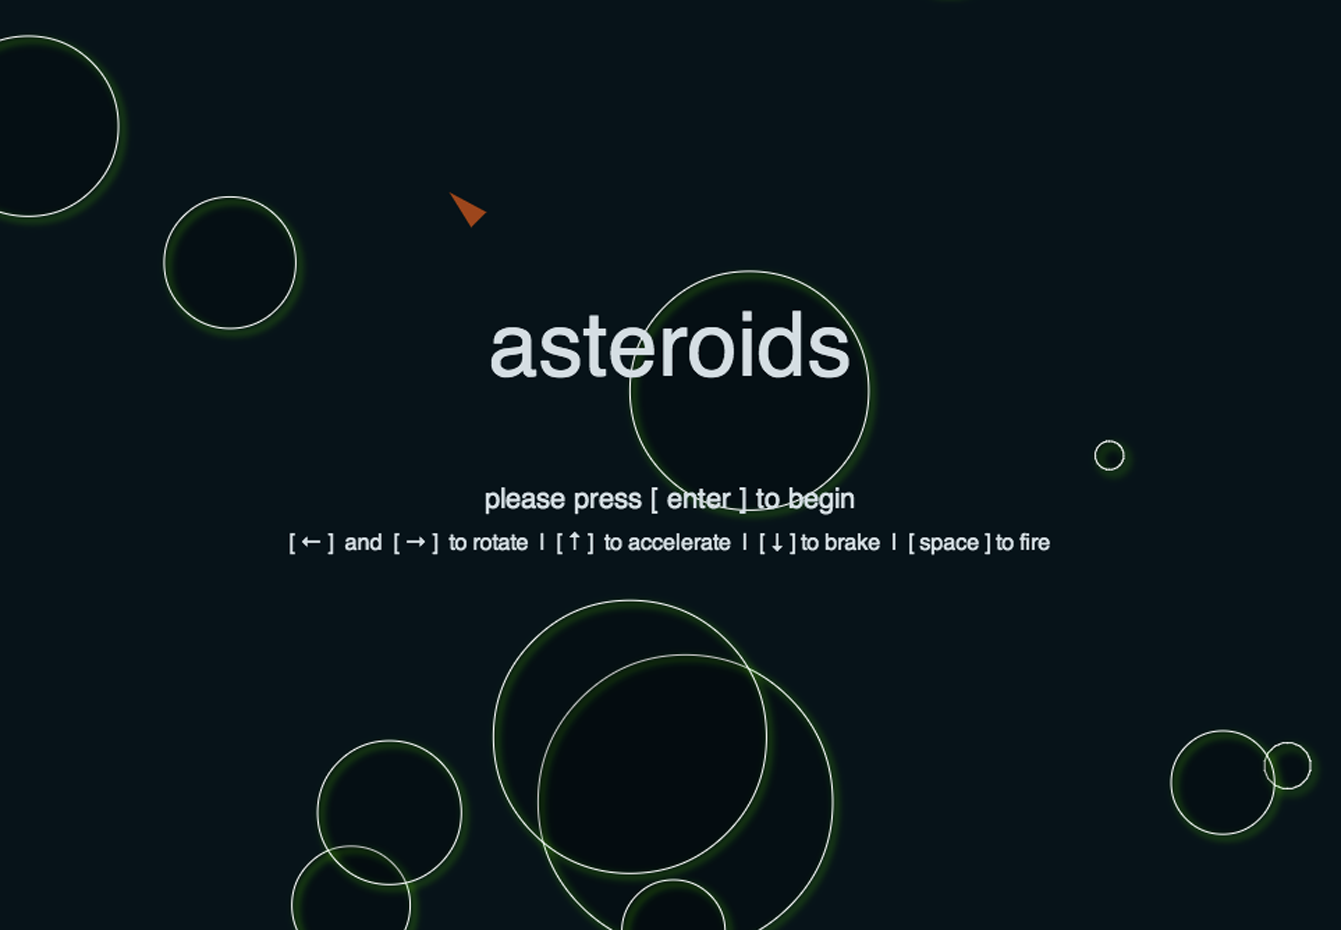 asteroids
please press [ enter ] to begin
[ ← ] and [ → ] to rotate | [ ↑ ] to accelerate | [ ↓ ] to brake | [ space ] to fire